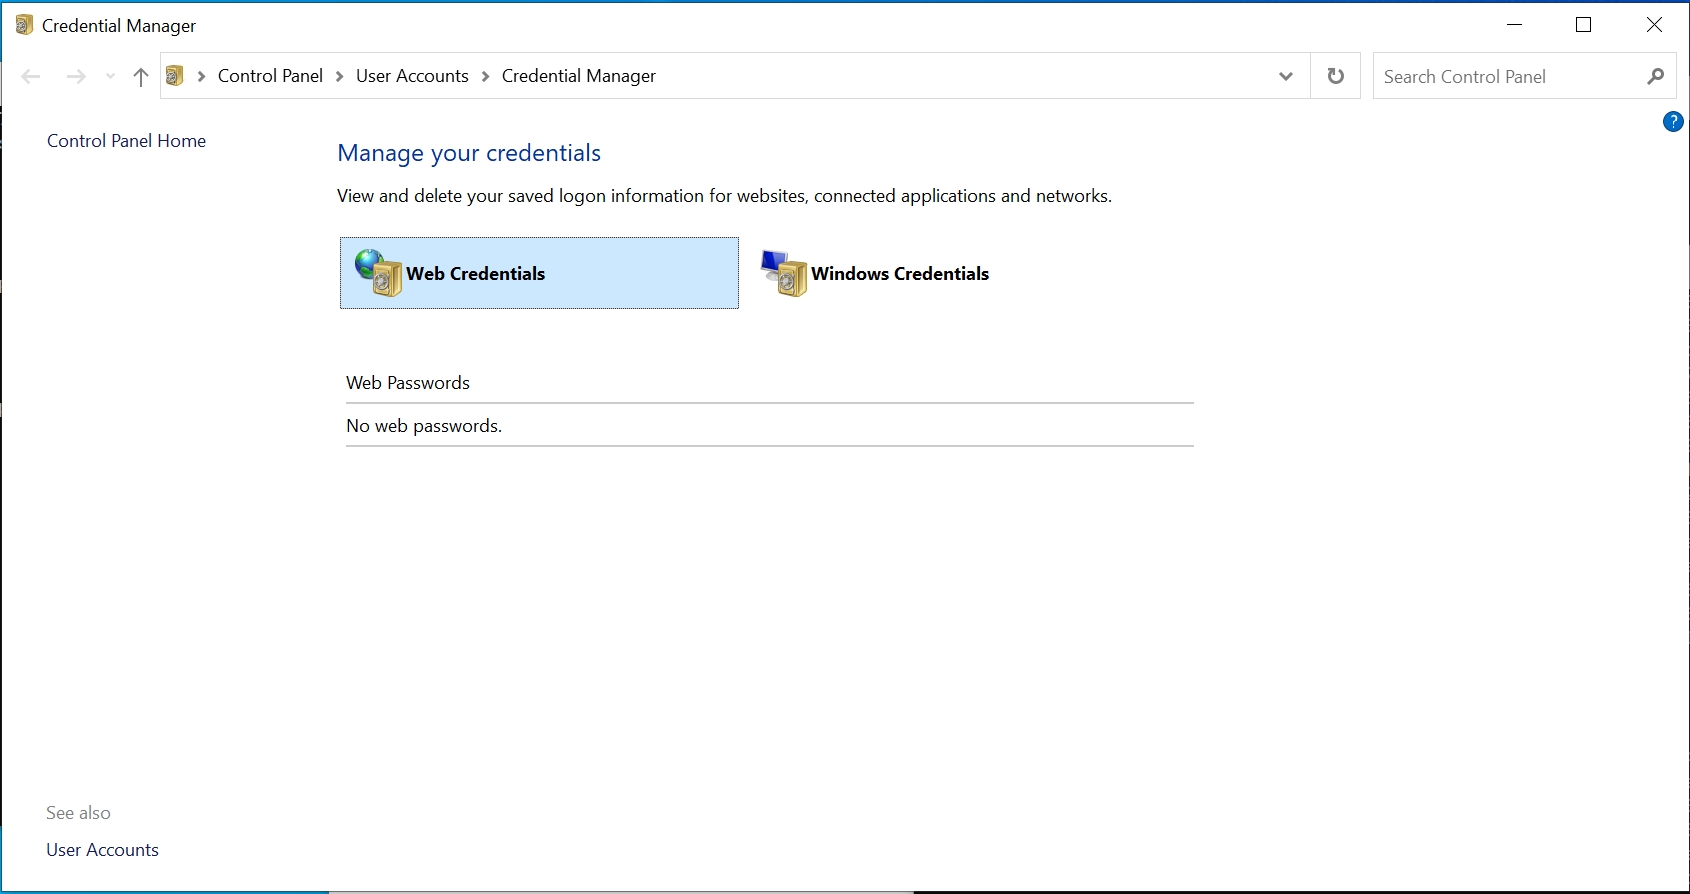 Credential Manager
Control Panel User Accounts Credential Manager
Search Control Panel
?
Control Panel Home
Manage your credentials
View and delete your saved logon information for websites, connected applications and networks.
Web Credentials
Windows Credentials
Web Passwords
No web passwords.
See also
User Accounts